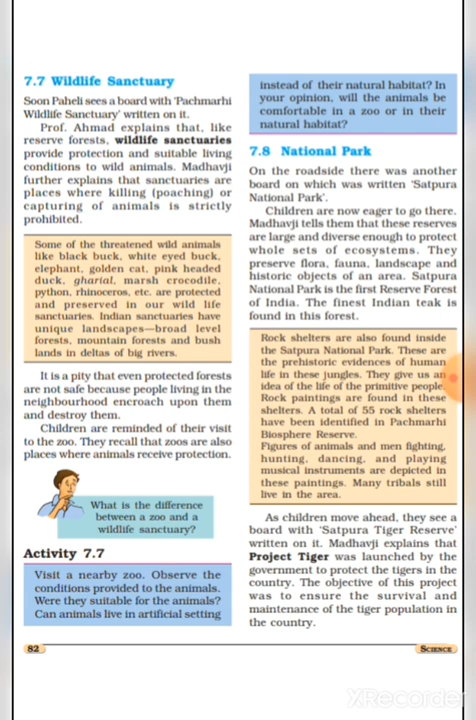 7.7 Wildlife Sanctuary
Soon Paheli sees a board with 'Pachmarhi
Wildlife Sanctuary' written on it.
Prof. Ahmad explains that, like
reserve forests, wildlife sanctuaries
provide protection and suitable living
conditions to wild animals. Madhavji
further explains that sanctuaries are
places where killing (poaching) or
capturing of animals is strictly
prohibited.
Some of the threatened wild animals
like black buck, white eyed buck,
elephant, golden cat, pink headed
duck, gharial, marsh crocodile,
python, rhinoceros, etc. are protected
and preserved in our wild life
sanctuaries. Indian sanctuaries have
unique landscapes—broad level
forests, mountain forests and bush
lands in deltas of big rivers.
It is a pity that even protected forests
are not safe because people living in the
neighbourhood encroach upon them
and destroy them.
Children are reminded of their visit
to the zoo. They recall that zoos are also
places where animals receive protection.
What is the difference
between a zoo and a
wildlife sanctuary?
Activity 7.7
Visit a nearby zoo. Observe the
conditions provided to the animals.
Were they suitable for the animals?
Can animals live in artificial setting
instead of their natural habitat? In
your opinion, will the animals be
comfortable in a zoo or in their
natural habitat?
7.8 National Park
On the roadside there was another
board on which was written 'Satpura
National Park'.
Children are now eager to go there.
Madhavji tells them that these reserves
are large and diverse enough to protect
whole sets of ecosystems. They
preserve flora, fauna, landscape and
historic objects of an area. Satpura
National Park is the first Reserve Forest
of India. The finest Indian teak is
found in this forest.
Rock shelters are also found inside
the Satpura National Park. These are
the prehistoric evidences of human
life in these jungles. They give us an
idea of the life of the primitive people.
Rock paintings are found in these
shelters. A total of 55 rock shelters
have been identified in Pachmarhi
Biosphere Reserve.
Figures of animals and men fighting,
hunting, dancing, and playing
musical instruments are depicted in
these paintings. Many tribals still
live in the area.
As children move ahead, they see a
board with 'Satpura Tiger Reserve'
written on it. Madhavji explains that
Project Tiger was launched by the
government to protect the tigers in the
country. The objective of this project
was to ensure the survival and
maintenance of the tiger population in
the country.
82
SCIENCE
XRecorder